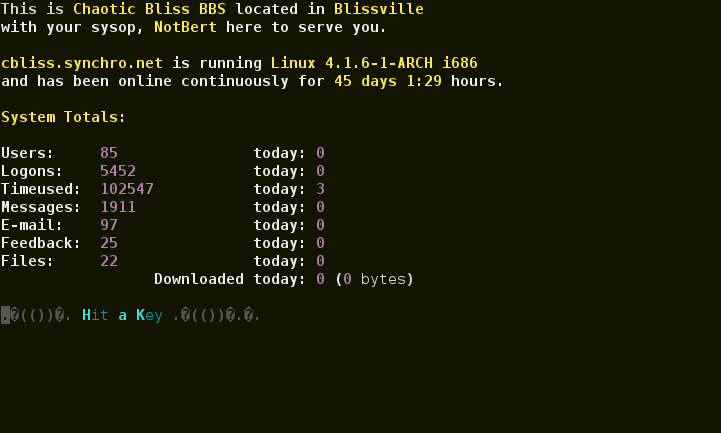 This is Chaotic Bliss BBS located in Blissville
with your sysop, NotBert here to serve you.
cbliss.synchro.net is running Linux 4.1.6-1-ARCH i686
and has been online continuously for 45 days 1:29 hours.
System Totals:
Users: 85 today: 0
Logons: 5452 today: 0
Timeused: 102547 today: 3
Messages: 1911 today: 0
E-mail: 97 today: 0
Feedback: 25 today: 0
Files: 22 today: 0
Downloaded today: 0 (0 bytes)
.�(())�. Hit a Key .�(())�.�.